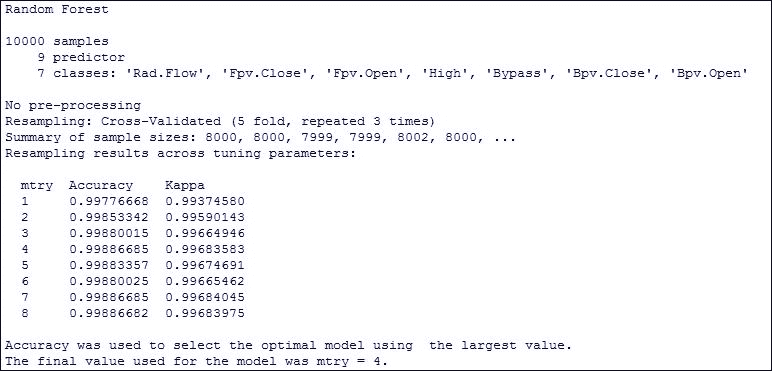 Random Forest
10000 samples
9 predictor
7 classes: 'Rad.Flow', 'Fpv.Close', 'Fpv.Open', 'High', 'Bypass', 'Bpv.Close', 'Bpv.Open'
No pre-processing
Resampling: Cross-Validated (5 fold, repeated 3 times)
Summary of sample sizes: 8000, 8000, 7999, 7999, 8002, 8000, ...
Resampling results across tuning parameters:
mtry Accuracy Kappa
1 0.99776668 0.99374580
2 0.99853342 0.99590143
3 0.99880015 0.99664946
4 0.99886685 0.99683583
5 0.99883357 0.99674691
6 0.99880025 0.99665462
7 0.99886685 0.99684045
8 0.99886682 0.99683975
Accuracy was used to select the optimal model using the largest value.
The final value used for the model was mtry = 4.